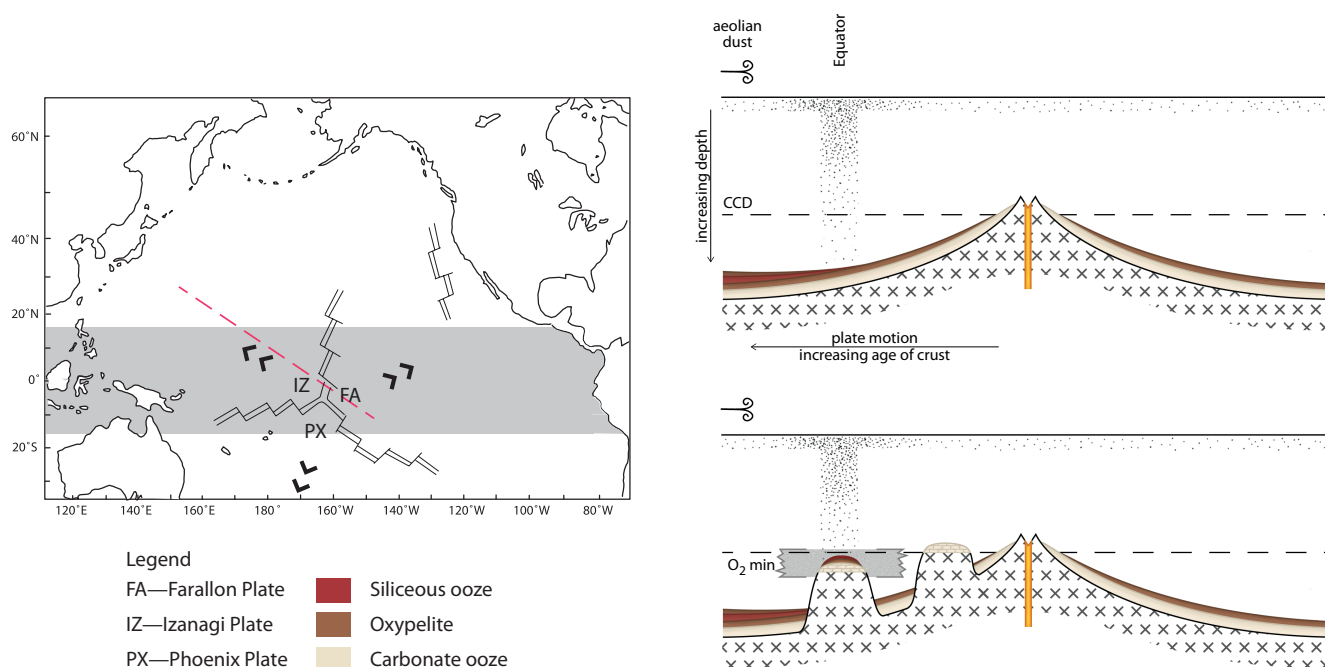 60°N
40°N
20°N
0°
20°S
120°E
140°E
160°E
180°
160°W
140°W
120°W
100°W
80°W
IZ
FA
PX
Legend
FA—Farallon Plate
IZ—Izanagi Plate
PX—Phoenix Plate
Siliceous ooze
Oxypelite
Carbonate ooze
aeolian
dust
Equator
increasing depth
CCD
plate motion
increasing age of crust
O₂ min